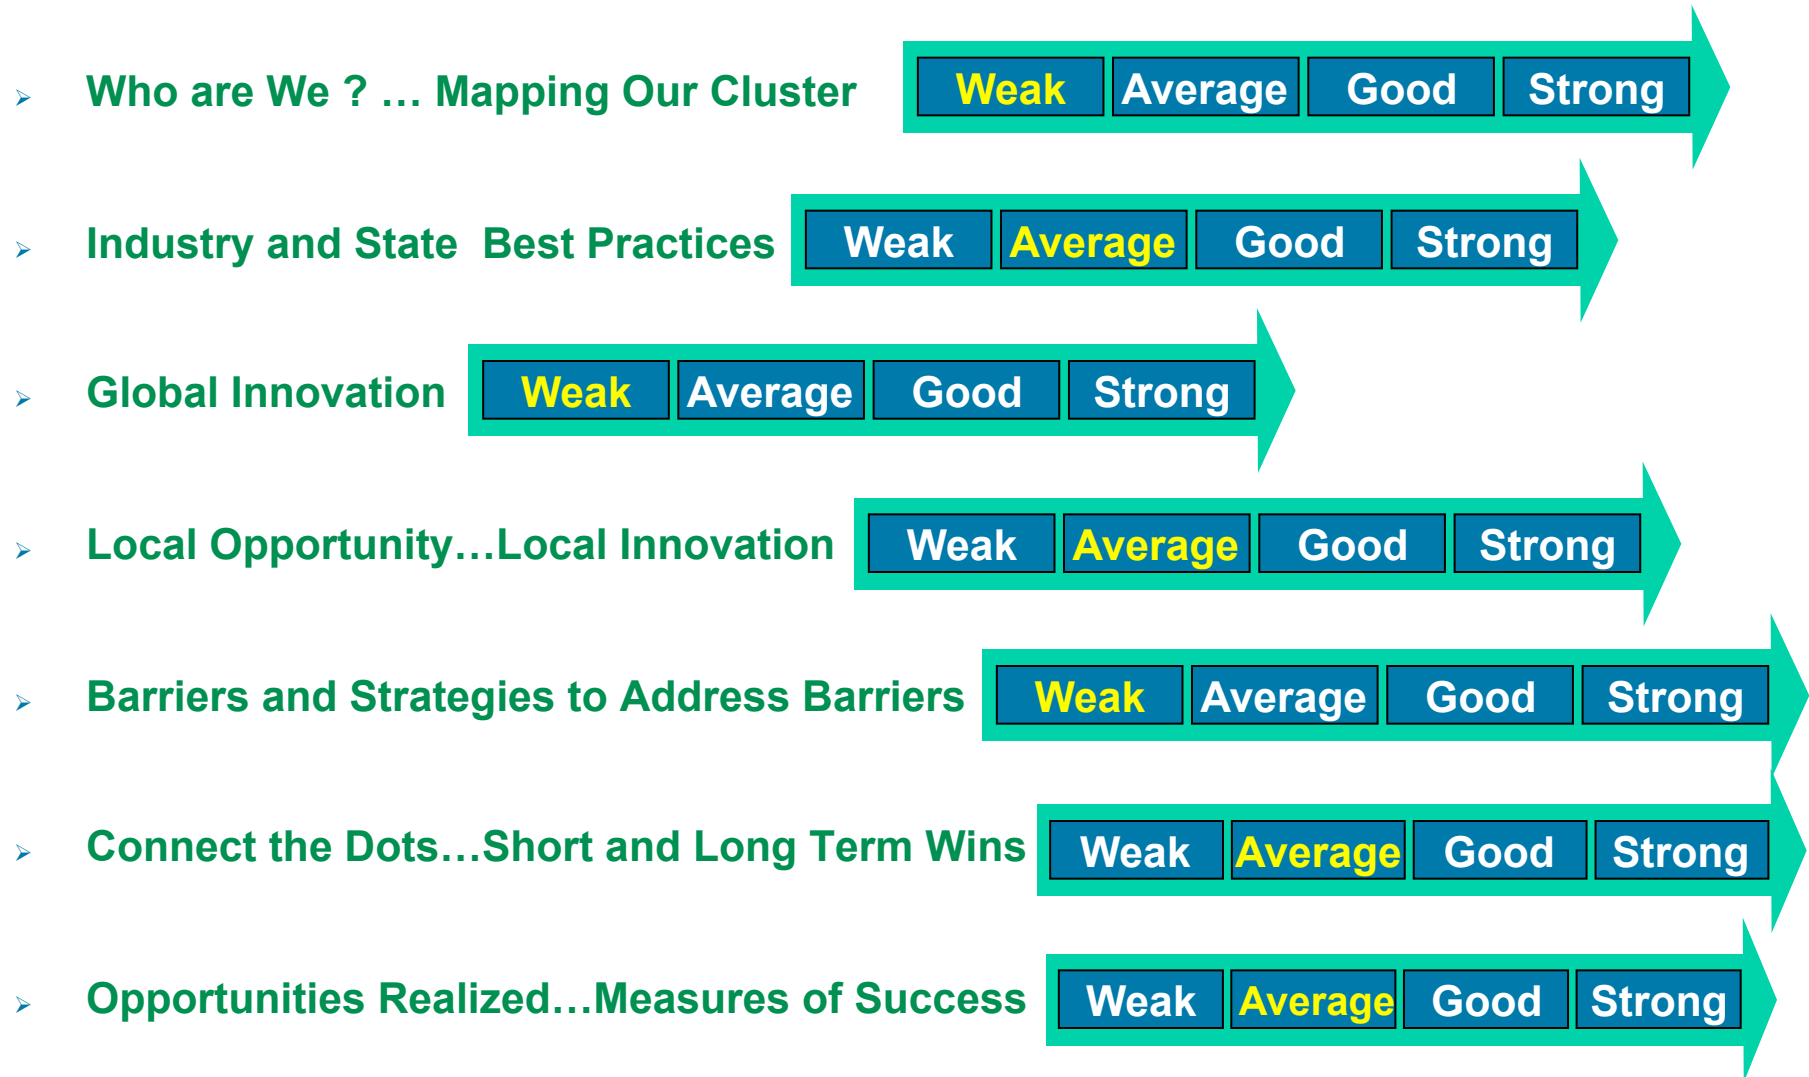 Who are We ? … Mapping Our Cluster Weak Average Good Strong
Industry and State  Best Practices Weak Average Good Strong
Global Innovation Weak Average Good Strong
Local Opportunity…Local Innovation Weak Average Good Strong
Barriers and Strategies to Address Barriers Weak Average Good Strong
Connect the Dots…Short and Long Term Wins Weak Average Good Strong
Opportunities Realized…Measures of Success Weak Average Good Strong